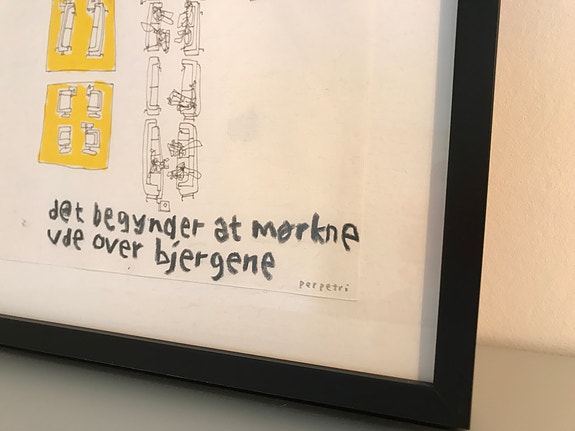 det begynder at mørkne
ude over bjergene
perpetri